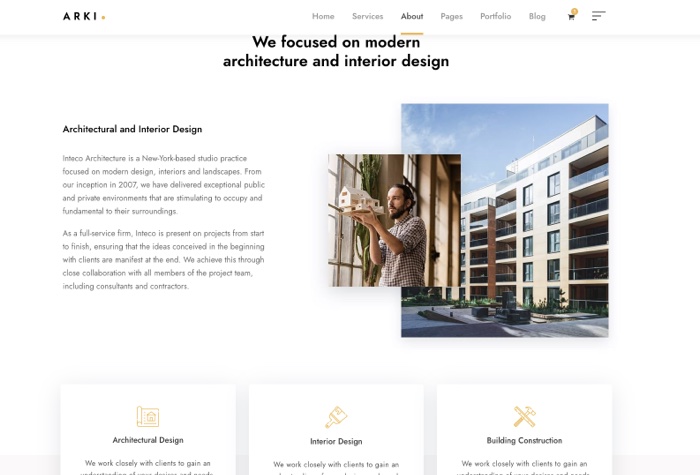 ARKI.
Home Services About Pages Portfolio Blog
We focused on modern
architecture and interior design
Architectural and Interior Design
Inteco Architecture is a New-York-based studio practice
focused on modern design, interiors and landscapes. From
our inception in 2007, we have delivered exceptional public
and private environments that are stimulating to occupy and
fundamental to their surroundings.
As a full-service firm, Inteco is present on projects from start
to finish, ensuring that the ideas conceived in the beginning
with clients are manifest at the end. We achieve this through
close collaboration with all members of the project team,
including consultants and contractors.
Architectural Design
We work closely with clients to gain an
Interior Design
We work closely with clients to gain an
Building Construction
We work closely with clients to gain an